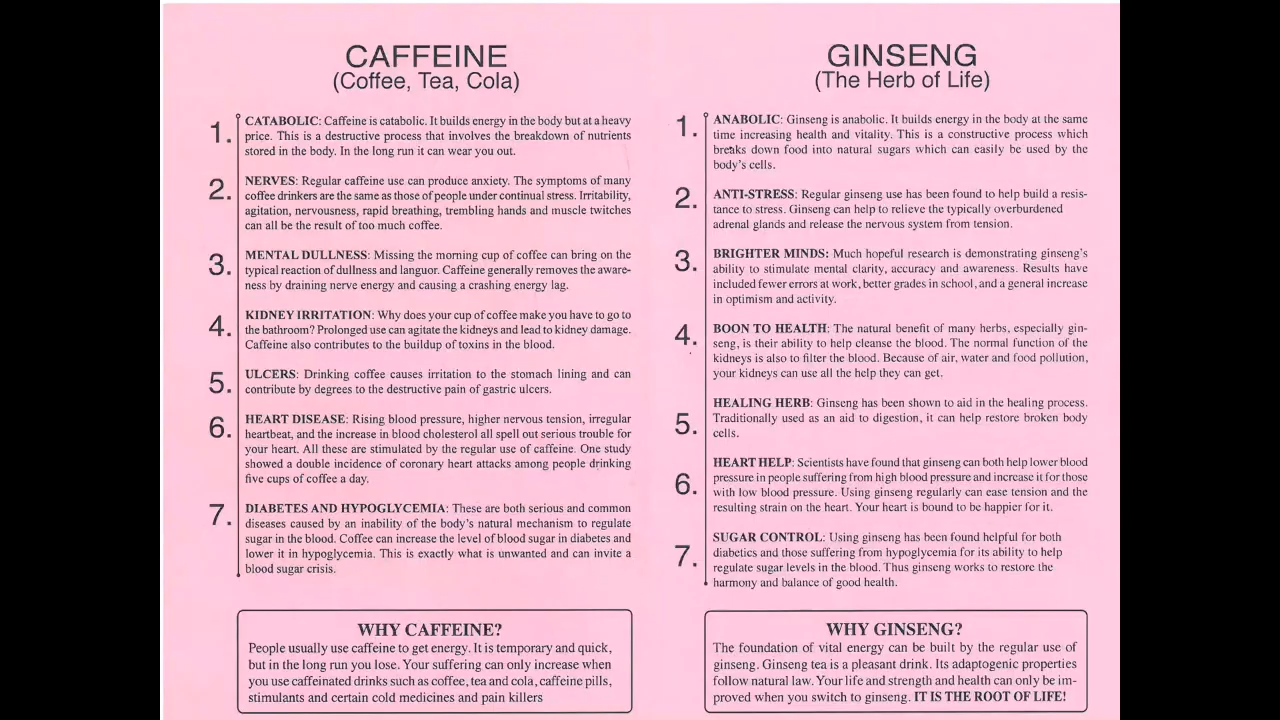 CAFFEINE
(Coffee, Tea, Cola)
1. CATABOLIC: Caffeine is catabolic. It builds energy in the body but at a heavy
price. This is a destructive process that involves the breakdown of nutrients
stored in the body. In the long run it can wear you out.
2. NERVES: Regular caffeine use can produce anxiety. The symptoms of many
coffee drinkers are the same as those of people under continual stress. Irritability,
agitation, nervousness, rapid breathing, trembling hands and muscle twitches
can all be the result of too much coffee.
3. MENTAL DULLNESS: Missing the morning cup of coffee can bring on the
typical reaction of dullness and languor. Caffeine generally removes the aware-
ness by draining nerve energy and causing a crashing energy lag.
4. KIDNEY IRRITATION: Why does your cup of coffee make you have to go to
the bathroom? Prolonged use can agitate the kidneys and lead to kidney damage.
Caffeine also contributes to the buildup of toxins in the blood.
5. ULCERS: Drinking coffee causes irritation to the stomach lining and can
contribute by degrees to the destructive pain of gastric ulcers.
6. HEART DISEASE: Rising blood pressure, higher nervous tension, irregular
heartbeat, and the increase in blood cholesterol all spell out serious trouble for
your heart. All these are stimulated by the regular use of caffeine. One study
showed a double incidence of coronary heart attacks among people drinking
five cups of coffee a day.
7. DIABETES AND HYPOGLYCEMIA: These are both serious and common
diseases caused by an inability of the body's natural mechanism to regulate
sugar in the blood. Coffee can increase the level of blood sugar in diabetes and
lower it in hypoglycemia. This is exactly what is unwanted and can invite a
blood sugar crisis.
WHY CAFFEINE?
People usually use caffeine to get energy. It is temporary and quick,
but in the long run you lose. Your suffering can only increase when
you use caffeinated drinks such as coffee, tea and cola, caffeine pills,
stimulants and certain cold medicines and pain killers
GINSENG
(The Herb of Life)
1. ANABOLIC: Ginseng is anabolic. It builds energy in the body at the same
time increasing health and vitality. This is a constructive process which
breaks down food into natural sugars which can easily be used by the
body's cells.
2. ANTI-STRESS: Regular ginseng use has been found to help build a resis-
tance to stress. Ginseng can help to relieve the typically overburdened
adrenal glands and release the nervous system from tension.
3. BRIGHTER MINDS: Much hopeful research is demonstrating ginseng's
ability to stimulate mental clarity, accuracy and awareness. Results have
included fewer errors at work, better grades in school, and a general increase
in optimism and activity.
4. BOON TO HEALTH: The natural benefit of many herbs, especially gin-
seng, is their ability to help cleanse the blood. The normal function of the
kidneys is also to filter the blood. Because of air, water and food pollution,
your kidneys can use all the help they can get.
5. HEALING HERB: Ginseng has been shown to aid in the healing process.
Traditionally used as an aid to digestion, it can help restore broken body
cells.
6. HEART HELP: Scientists have found that ginseng can both help lower blood
pressure in people suffering from high blood pressure and increase it for those
with low blood pressure. Using ginseng regularly can ease tension and the
resulting strain on the heart. Your heart is bound to be happier for it.
7. SUGAR CONTROL: Using ginseng has been found helpful for both
diabetics and those suffering from hypoglycemia for its ability to help
regulate sugar levels in the blood. Thus ginseng works to restore the
harmony and balance of good health.
WHY GINSENG?
The foundation of vital energy can be built by the regular use of
ginseng. Ginseng tea is a pleasant drink. Its adaptogenic properties
follow natural law. Your life and strength and health can only be im-
proved when you switch to ginseng. IT IS THE ROOT OF LIFE!